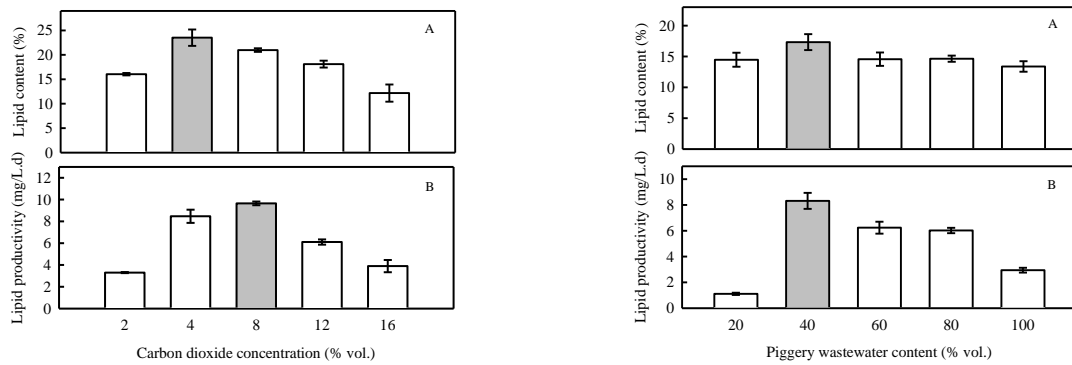 Lipid content (%)
25
20
15
10
5
0
A
Lipid productivity (mg/L.d)
12
10
8
6
4
2
0
B
2 4 8 12 16
Carbon dioxide concentration (% vol.)
Lipid content (%)
20
15
10
5
0
A
Lipid productivity (mg/L.d)
10
8
6
4
2
0
B
20 40 60 80 100
Piggery wastewater content (% vol.)